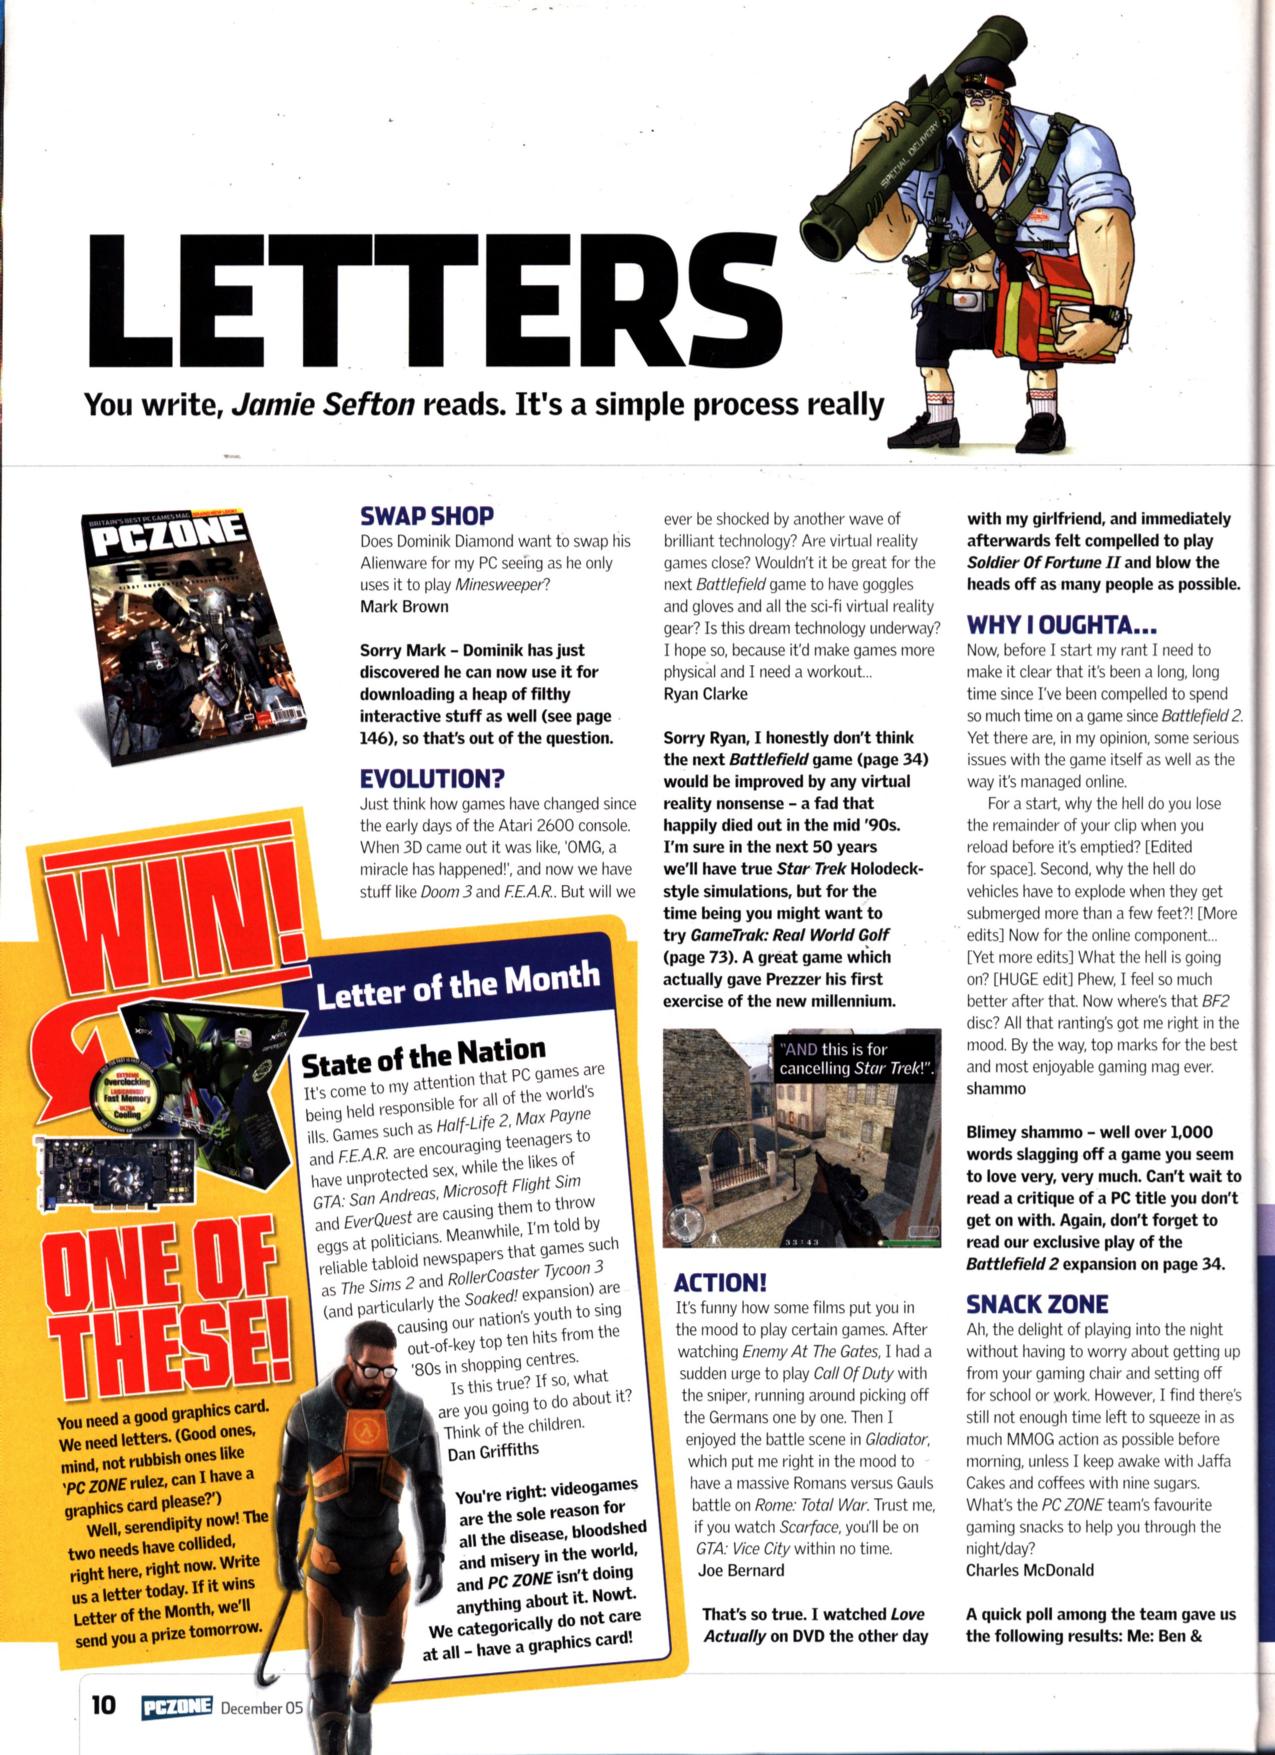 SPECIAL DELIVERY
LETTERS
You write, Jamie Sefton reads. It's a simple process really
BRITAIN'S BEST PC GAMES MAG
PCZONE
FEAR
SWAP SHOP
Does Dominik Diamond want to swap his
Alienware for my PC seeing as he only
uses it to play Minesweeper?
Mark Brown
Sorry Mark – Dominik has just
discovered he can now use it for
downloading a heap of filthy
interactive stuff as well (see page
146), so that's out of the question.
EVOLUTION?
Just think how games have changed since
the early days of the Atari 2600 console.
When 3D came out it was like, 'OMG, a
miracle has happened!', and now we have
stuff like Doom 3 and F.E.A.R.. But will we
ever be shocked by another wave of
brilliant technology? Are virtual reality
games close? Wouldn't it be great for the
next Battlefield game to have goggles
and gloves and all the sci-fi virtual reality
gear? Is this dream technology underway?
I hope so, because it'd make games more
physical and I need a workout...
Ryan Clarke
Sorry Ryan, I honestly don't think
the next Battlefield game (page 34)
would be improved by any virtual
reality nonsense – a fad that
happily died out in the mid '90s.
I'm sure in the next 50 years
we'll have true Star Trek Holodeck-
style simulations, but for the
time being you might want to
try GameTrak: Real World Golf
(page 73). A great game which
actually gave Prezzer his first
exercise of the new millennium.
"AND this is for
cancelling Star Trek!".
33:43
ACTION!
It's funny how some films put you in
the mood to play certain games. After
watching Enemy At The Gates, I had a
sudden urge to play Call Of Duty with
the sniper, running around picking off
the Germans one by one. Then I
enjoyed the battle scene in Gladiator,
which put me right in the mood to
have a massive Romans versus Gauls
battle on Rome: Total War. Trust me,
if you watch Scarface, you'll be on
GTA: Vice City within no time.
Joe Bernard
That's so true. I watched Love
Actually on DVD the other day
with my girlfriend, and immediately
afterwards felt compelled to play
Soldier Of Fortune II and blow the
heads off as many people as possible.
WHY I OUGHTA...
Now, before I start my rant I need to
make it clear that it's been a long, long
time since I've been compelled to spend
so much time on a game since Battlefield 2.
Yet there are, in my opinion, some serious
issues with the game itself as well as the
way it's managed online.
For a start, why the hell do you lose
the remainder of your clip when you
reload before it's emptied? [Edited
for space]. Second, why the hell do
vehicles have to explode when they get
submerged more than a few feet?! [More
edits] Now for the online component...
[Yet more edits] What the hell is going
on? [HUGE edit] Phew, I feel so much
better after that. Now where's that BF2
disc? All that ranting's got me right in the
mood. By the way, top marks for the best
and most enjoyable gaming mag ever.
shammo
Blimey shammo – well over 1,000
words slagging off a game you seem
to love very, very much. Can't wait to
read a critique of a PC title you don't
get on with. Again, don't forget to
read our exclusive play of the
Battlefield 2 expansion on page 34.
SNACK ZONE
Ah, the delight of playing into the night
without having to worry about getting up
from your gaming chair and setting off
for school or work. However, I find there's
still not enough time left to squeeze in as
much MMOG action as possible before
morning, unless I keep awake with Jaffa
Cakes and coffees with nine sugars.
What's the PC ZONE team's favourite
gaming snacks to help you through the
night/day?
Charles McDonald
A quick poll among the team gave us
the following results: Me: Ben &
WIN!
XFX
EXTREME
Overclocking
Fast Memory
ULTRA
Cooling
ONE OF
THESE!
You need a good graphics card.
We need letters. (Good ones,
mind, not rubbish ones like
'PC ZONE rulez, can I have a
graphics card please?')
Well, serendipity now! The
two needs have collided,
right here, right now. Write
us a letter today. If it wins
Letter of the Month, we'll
send you a prize tomorrow.
Letter of the Month
State of the Nation
It's come to my attention that PC games are
being held responsible for all of the world's
ills. Games such as Half-Life 2, Max Payne
and F.E.A.R. are encouraging teenagers to
have unprotected sex, while the likes of
GTA: San Andreas, Microsoft Flight Sim
and EverQuest are causing them to throw
eggs at politicians. Meanwhile, I'm told by
reliable tabloid newspapers that games such
as The Sims 2 and RollerCoaster Tycoon 3
(and particularly the Soaked! expansion) are
causing our nation's youth to sing
out-of-key top ten hits from the
'80s in shopping centres.
Is this true? If so, what
are you going to do about it?
Think of the children.
Dan Griffiths
You're right: videogames
are the sole reason for
all the disease, bloodshed
and misery in the world,
and PC ZONE isn't doing
anything about it. Nowt.
We categorically do not care
at all – have a graphics card!
10 PCZONE December 05